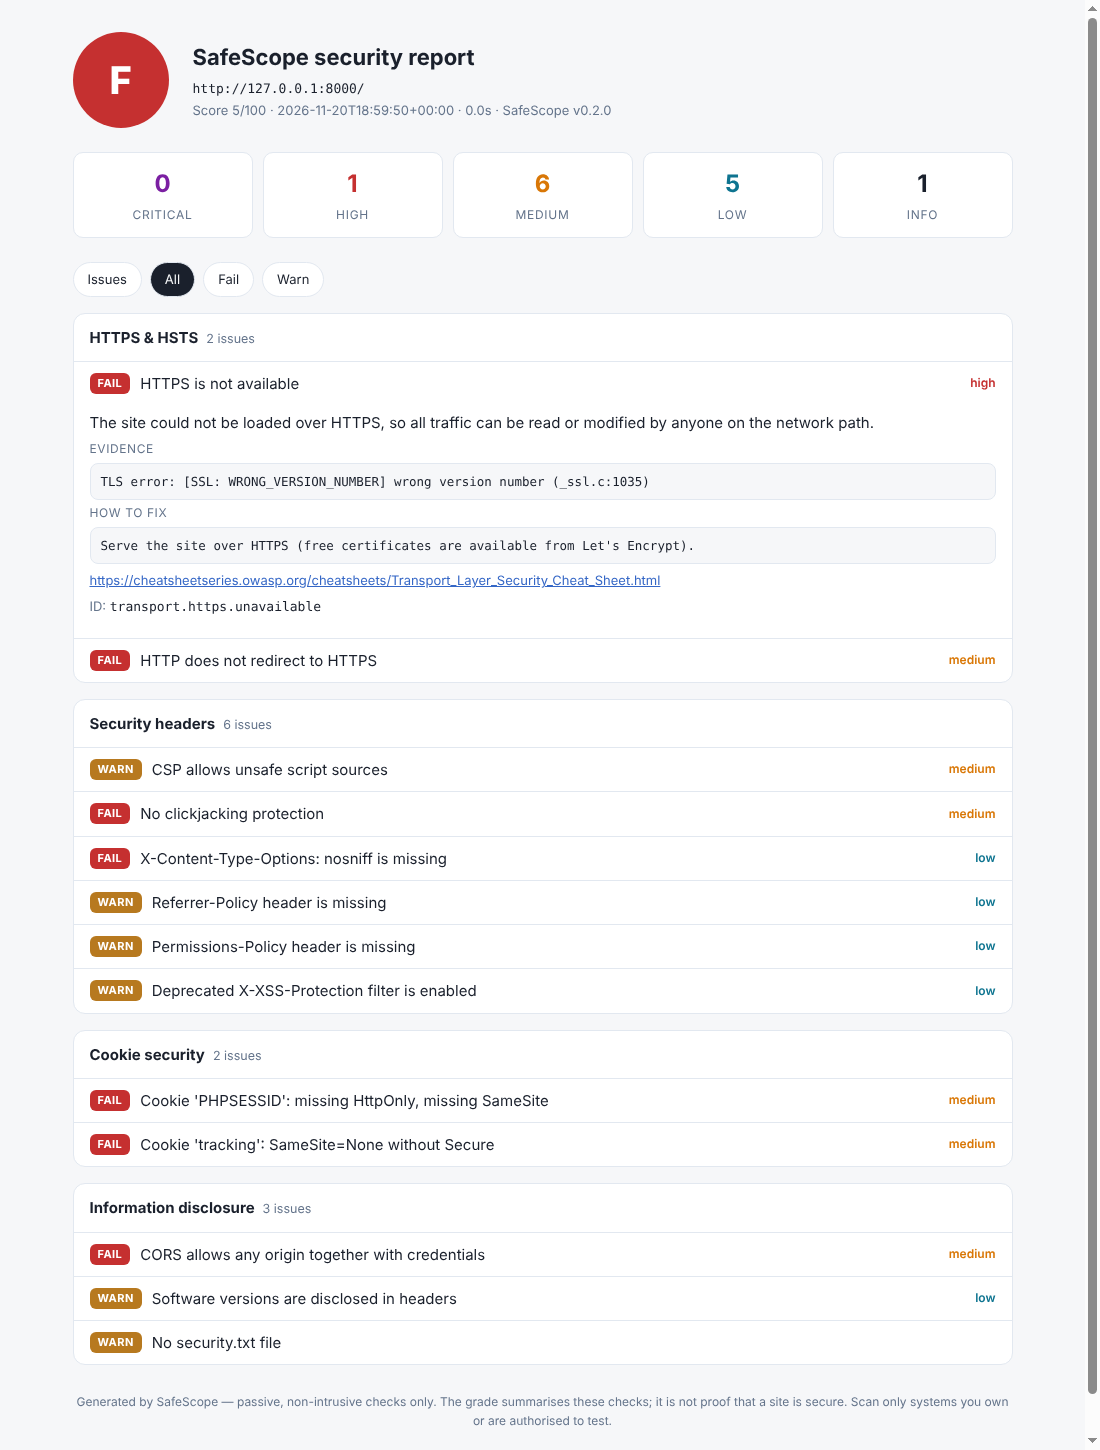 F
SafeScope security report
http://127.0.0.1:8000/
Score 5/100 · 2026-11-20T18:59:50+00:00 · 0.0s · SafeScope v0.2.0
0
CRITICAL
1
HIGH
6
MEDIUM
5
LOW
1
INFO
Issues
All
Fail
Warn
HTTPS & HSTS 2 issues
FAIL HTTPS is not available high
The site could not be loaded over HTTPS, so all traffic can be read or modified by anyone on the network path.
EVIDENCE
TLS error: [SSL: WRONG_VERSION_NUMBER] wrong version number (_ssl.c:1035)
HOW TO FIX
Serve the site over HTTPS (free certificates are available from Let's Encrypt).
https://cheatsheetseries.owasp.org/cheatsheets/Transport_Layer_Security_Cheat_Sheet.html
ID: transport.https.unavailable
FAIL HTTP does not redirect to HTTPS medium
Security headers 6 issues
WARN CSP allows unsafe script sources medium
FAIL No clickjacking protection medium
FAIL X-Content-Type-Options: nosniff is missing low
WARN Referrer-Policy header is missing low
WARN Permissions-Policy header is missing low
WARN Deprecated X-XSS-Protection filter is enabled low
Cookie security 2 issues
FAIL Cookie 'PHPSESSID': missing HttpOnly, missing SameSite medium
FAIL Cookie 'tracking': SameSite=None without Secure medium
Information disclosure 3 issues
FAIL CORS allows any origin together with credentials medium
WARN Software versions are disclosed in headers low
WARN No security.txt file
Generated by SafeScope — passive, non-intrusive checks only. The grade summarises these checks; it is not proof that a site is secure. Scan only systems you own
or are authorised to test.